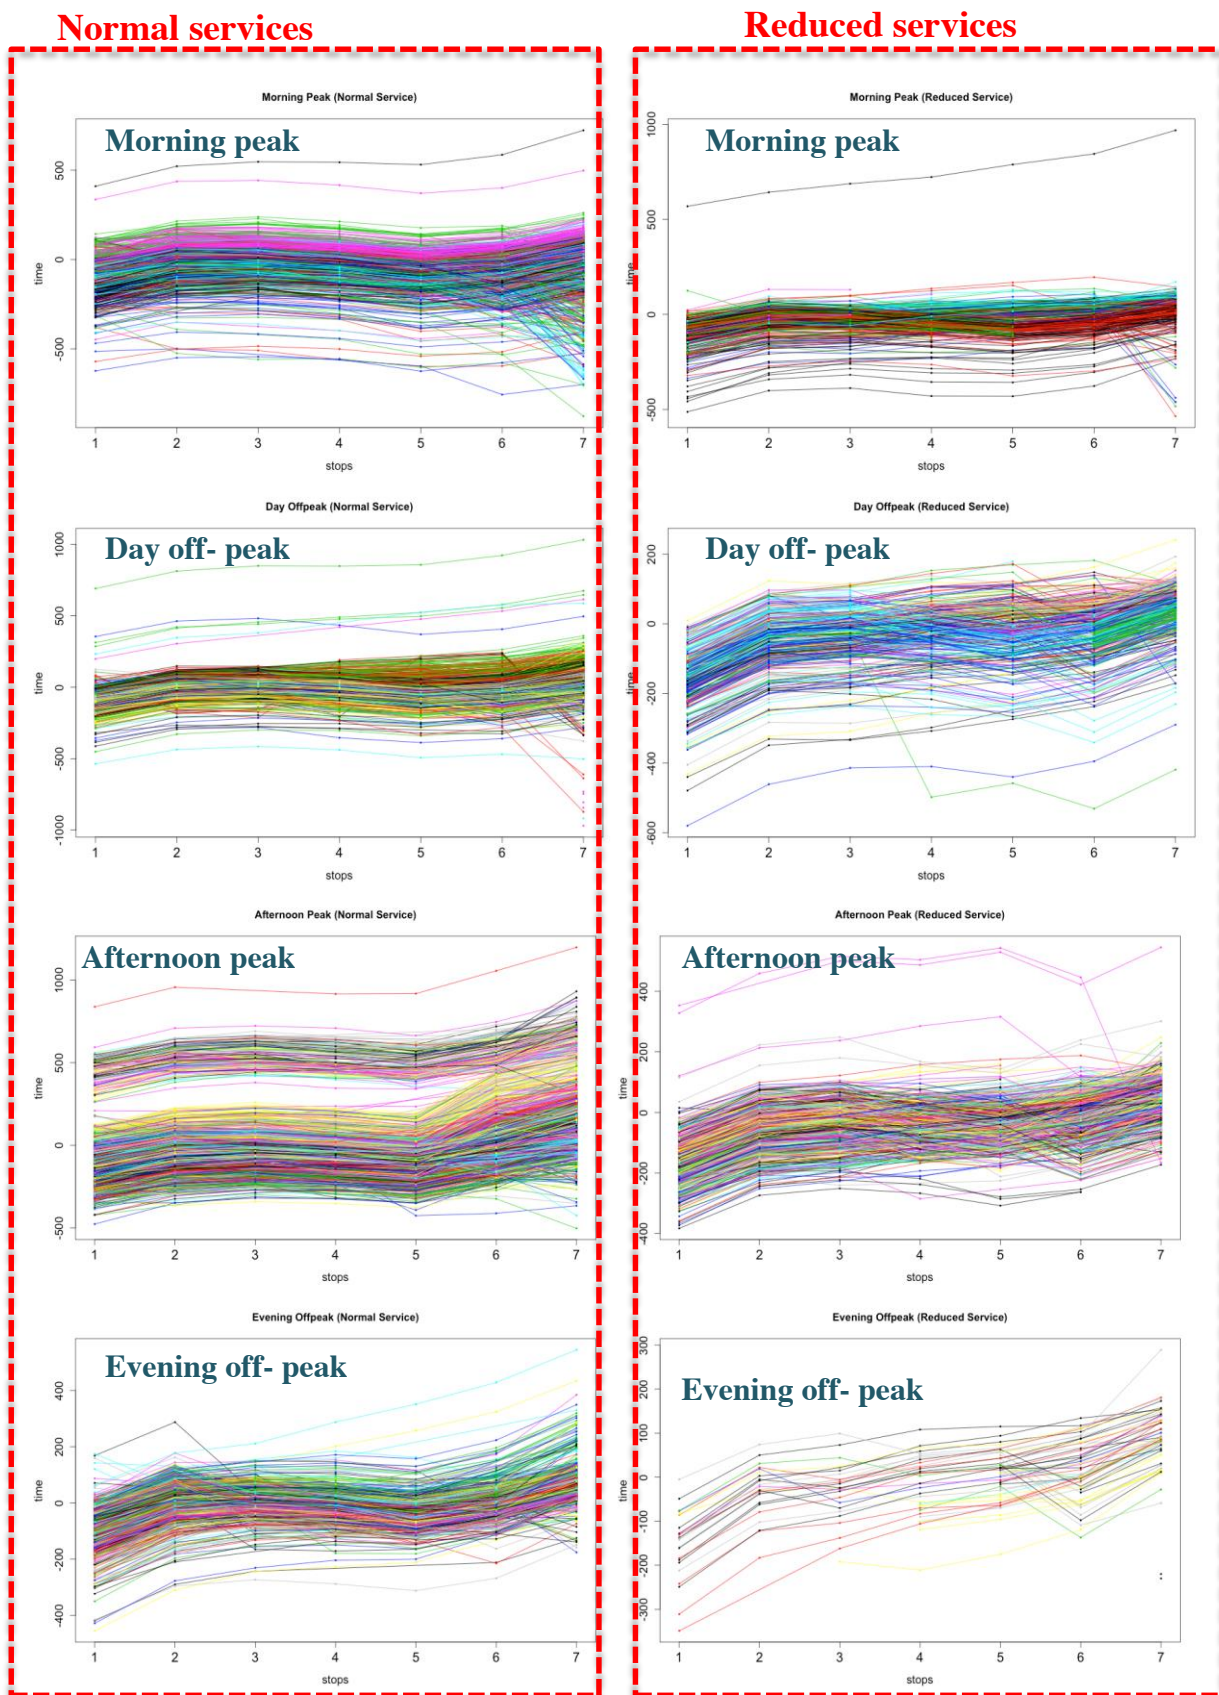 Normal services
Reduced services
Morning Peak (Normal Service)
Morning peak
time
500
0
-500
1 2 3 4 5 6 7
stops
Morning Peak (Reduced Service)
Morning peak
time
1000
500
0
-500
1 2 3 4 5 6 7
stops
Day Offpeak (Normal Service)
Day off- peak
time
1000
500
0
-500
-1000
1 2 3 4 5 6 7
stops
Day Offpeak (Reduced Service)
Day off- peak
time
200
0
-200
-400
-600
1 2 3 4 5 6 7
stops
Afternoon Peak (Normal Service)
Afternoon peak
time
1000
500
0
-500
1 2 3 4 5 6 7
stops
Afternoon Peak (Reduced Service)
Afternoon peak
time
400
200
0
-200
-400
1 2 3 4 5 6 7
stops
Evening Offpeak (Normal Service)
Evening off- peak
time
400
200
0
-200
-400
1 2 3 4 5 6 7
stops
Evening Offpeak (Reduced Service)
Evening off- peak
time
300
200
100
0
-100
-200
-300
1 2 3 4 5 6 7
stops